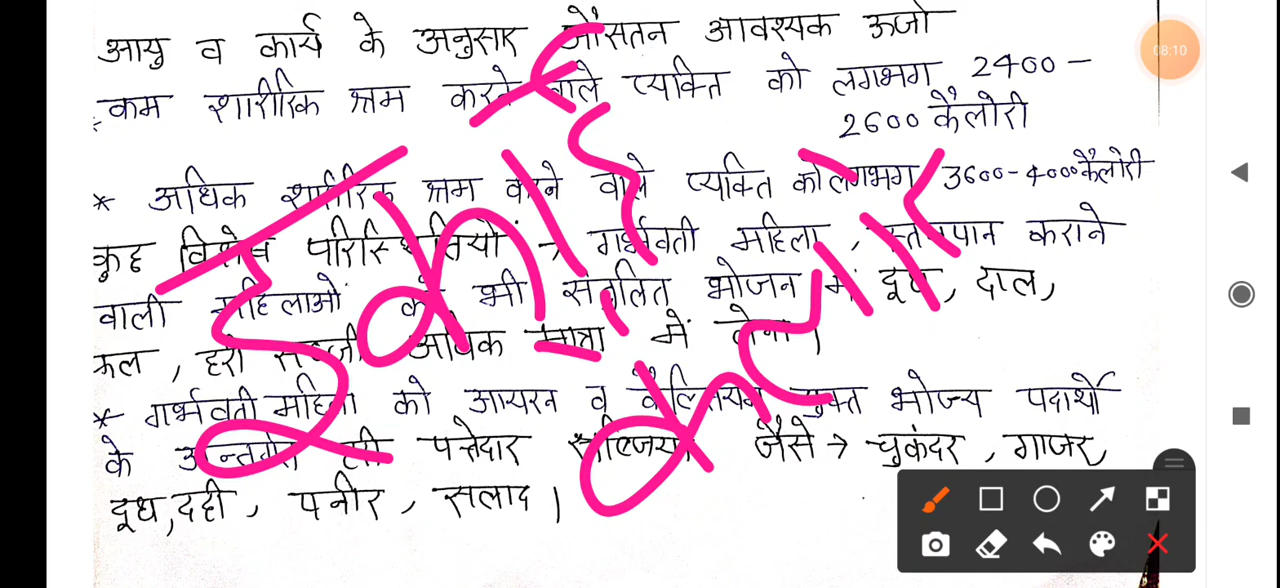 आयु व कार्य के अनुसार औसतन आवश्यक ऊर्जा
08:10
कम शारीरिक श्रम करने वाले व्यक्ति को लगभग 2400 -
2600 कैलोरी
* अधिक शारीरिक श्रम करने वाले व्यक्ति को लगभग 3600-4000 कैलोरी
कुछ विशेष परिस्थितियों → गर्भवती महिला, स्तनपान कराने
वाली महिलाओं को भी संतुलित भोजन में दूध, दाल,
फल, हरी सब्जी अधिक मात्रा में लेना।
* गर्भवती महिला को आयरन व कैल्सियम युक्त भोज्य पदार्थो
के अन्तर्गत हरी पत्तेदार सब्जियां जैसे → चुकंदर, गाजर,
दूध, दही, पनीर, सलाद।